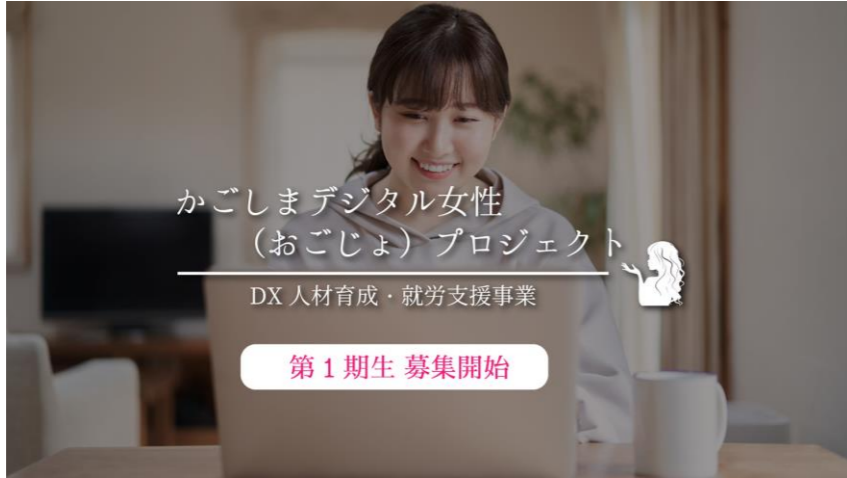 かごしまデジタル女性
（おごじょ）プロジェクト
DX 人材育成・就労支援事業
第1期生 募集開始